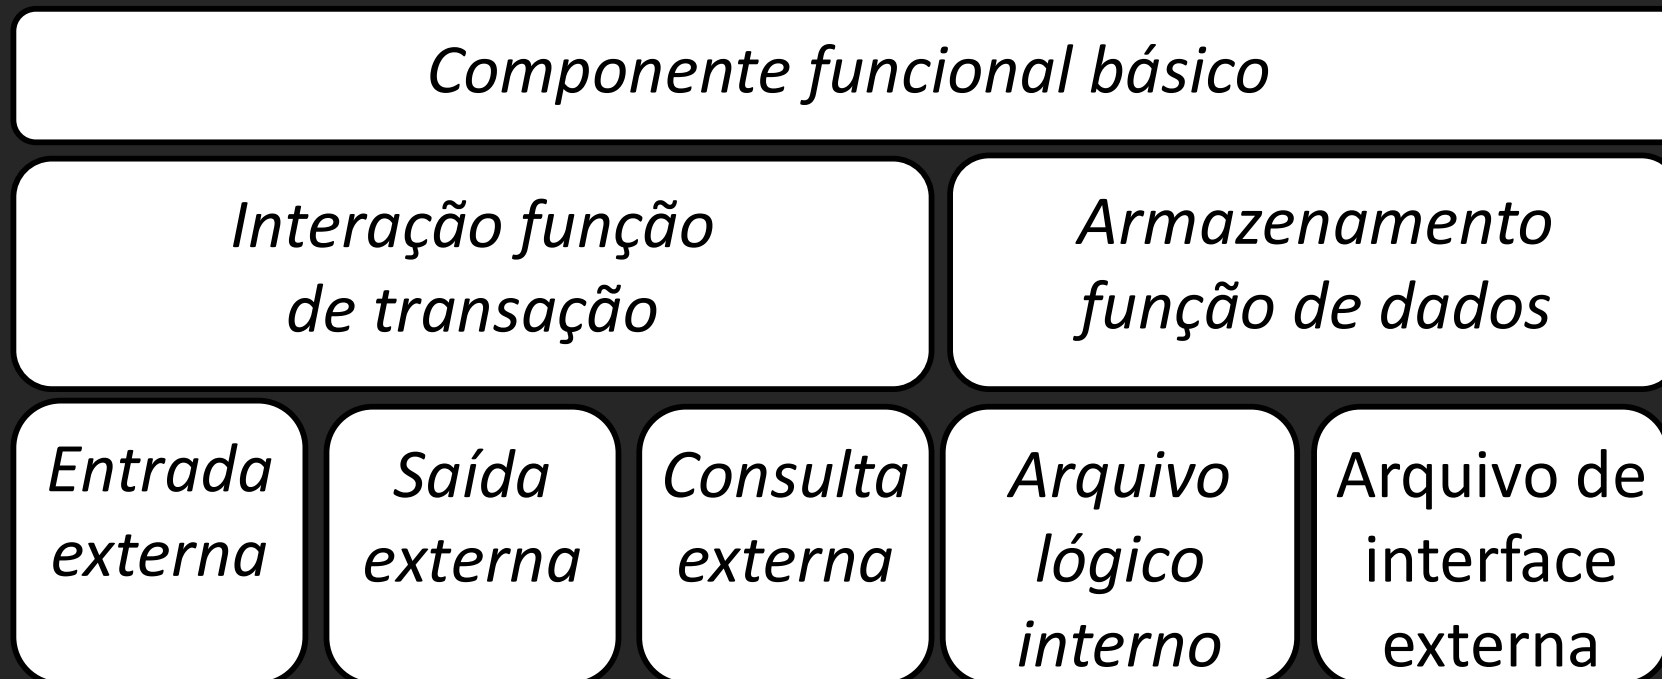 Componente funcional básico
Interação função
de transação
Armazenamento
função de dados
Entrada
externa
Saída
externa
Consulta
externa
Arquivo
lógico
interno
Arquivo de
interface
externa